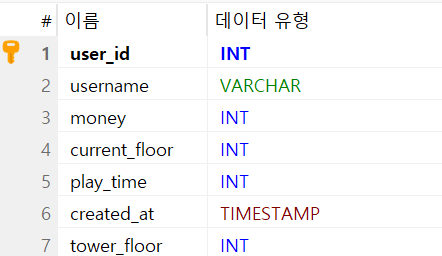 # 이름 데이터 유형
1 user_id INT
2 username VARCHAR
3 money INT
4 current_floor INT
5 play_time INT
6 created_at TIMESTAMP
7 tower_floor INT